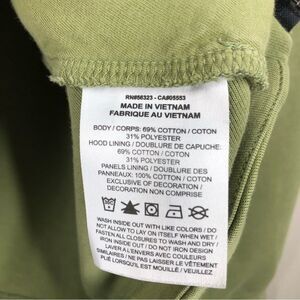 RN#56323 - CA#05553
MADE IN VIETNAM
FABRIQUE AU VIETNAM
BODY / CORPS: 69% COTTON / COTON
31% POLYESTER
HOOD LINING / DOUBLURE DE CAPUCHE:
69% COTTON / COTON
31% POLYESTER
PANELS LINING / DOUBLURE DES
PANNEAUX: 100% COTTON / COTON
EXCLUSIVE OF DECORATION /
DECORATION NON COMPRISE
WASH INSIDE OUT WITH LIKE COLORS / DO
NOT ALLOW TO LAY ON ITSELF WHEN WET /
FASTEN ALL CLOSURES TO WASH AND DRY /
IRON INSIDE OUT / DO NOT IRON DESIGN
LAVER A L'ENVERS AVEC COULEURS
SIMILAIRES / NE PAS LAISSER LE VÊTEMENT
PLIÉ LORSQU'IL EST MOUILLÉ /